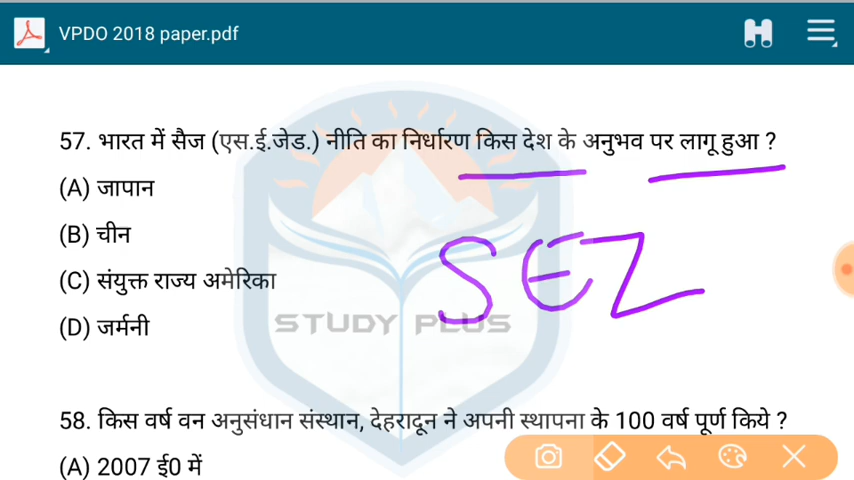 VPDO 2018 paper.pdf
57. भारत में सैज (एस.ई.जेड.) नीति का निर्धारण किस देश के अनुभव पर लागू हुआ ?
(A) जापान
(B) चीन
SEZ
(C) संयुक्त राज्य अमेरिका
(D) जर्मनी
STUDY PLUS
58. किस वर्ष वन अनुसंधान संस्थान, देहरादून ने अपनी स्थापना के 100 वर्ष पूर्ण किये ?
(A) 2007 ई0 में